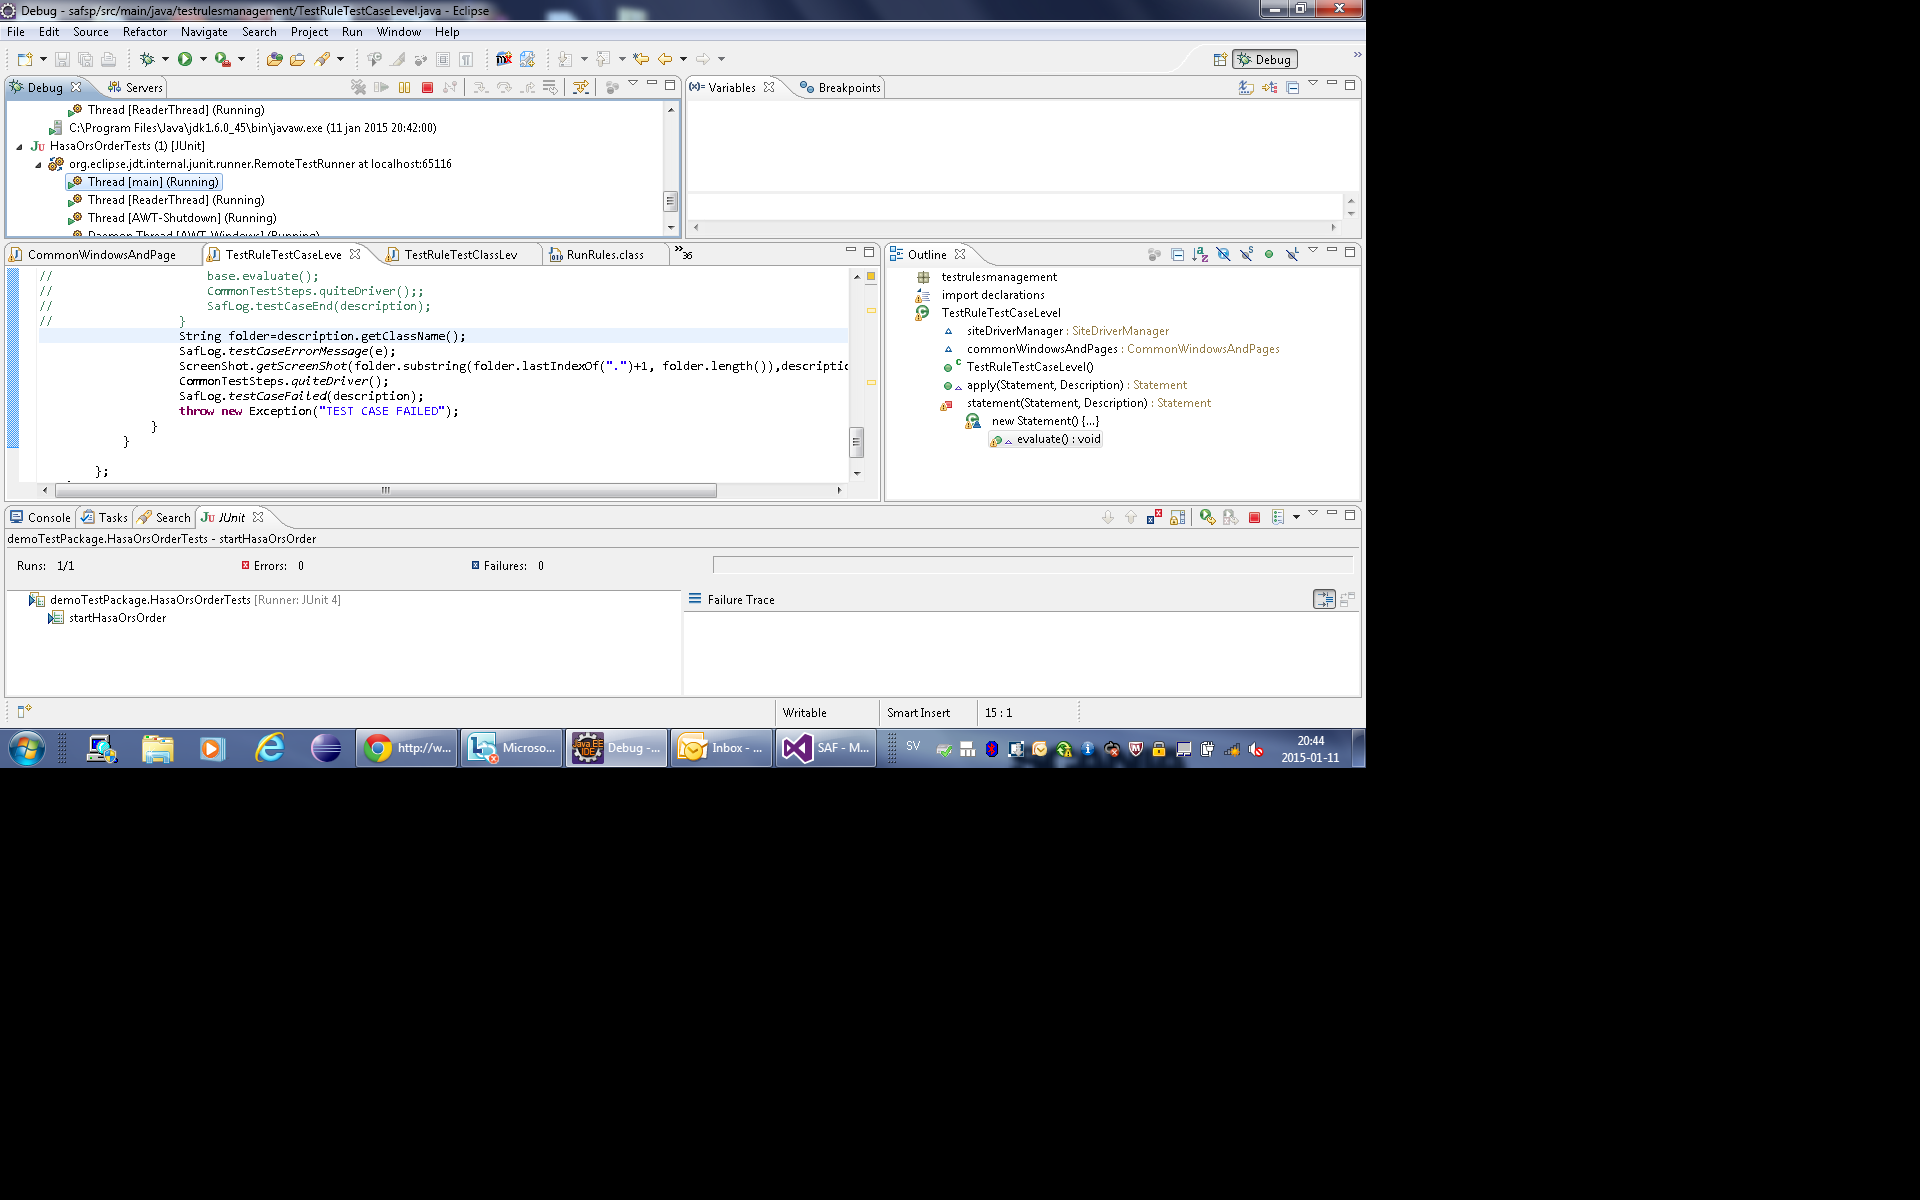 Debug - safsp/src/main/java/testrulesmanagement/TestRuleTestCaseLevel.java - Eclipse
File Edit Source Refactor Navigate Search Project Run Window Help
Debug
Debug Servers
Thread [ReaderThread] (Running)
C:\Program Files\Java\jdk1.6.0_45\bin\javaw.exe (11 jan 2015 20:42:00)
HasaOrsOrderTests (1) [JUnit]
org.eclipse.jdt.internal.junit.runner.RemoteTestRunner at localhost:65116
Thread [main] (Running)
Thread [ReaderThread] (Running)
Thread [AWT-Shutdown] (Running)
Daemon Thread [AWT-Windows] (Running)
(x)= Variables Breakpoints
CommonWindowsAndPage TestRuleTestCaseLeve TestRuleTestClassLev RunRules.class »36
// base.evaluate();
// CommonTestSteps.quiteDriver();;
// SafLog.testCaseEnd(description);
// }
String folder=description.getClassName();
SafLog.testCaseErrorMessage(e);
ScreenShot.getScreenShot(folder.substring(folder.lastIndexOf(".")+1, folder.length()),descriptio
CommonTestSteps.quiteDriver();
SafLog.testCaseFailed(description);
throw new Exception("TEST CASE FAILED");
}
}
};
Outline
testrulesmanagement
import declarations
TestRuleTestCaseLevel
siteDriverManager : SiteDriverManager
commonWindowsAndPages : CommonWindowsAndPages
TestRuleTestCaseLevel()
apply(Statement, Description) : Statement
statement(Statement, Description) : Statement
new Statement() {...}
evaluate() : void
Console Tasks Search JUnit
demoTestPackage.HasaOrsOrderTests - startHasaOrsOrder
Runs: 1/1 Errors: 0 Failures: 0
demoTestPackage.HasaOrsOrderTests [Runner: JUnit 4]
startHasaOrsOrder
Failure Trace
Writable Smart Insert 15 : 1
http://w... Microso... Debug -... Inbox - ... SAF - M... SV
20:44
2015-01-11